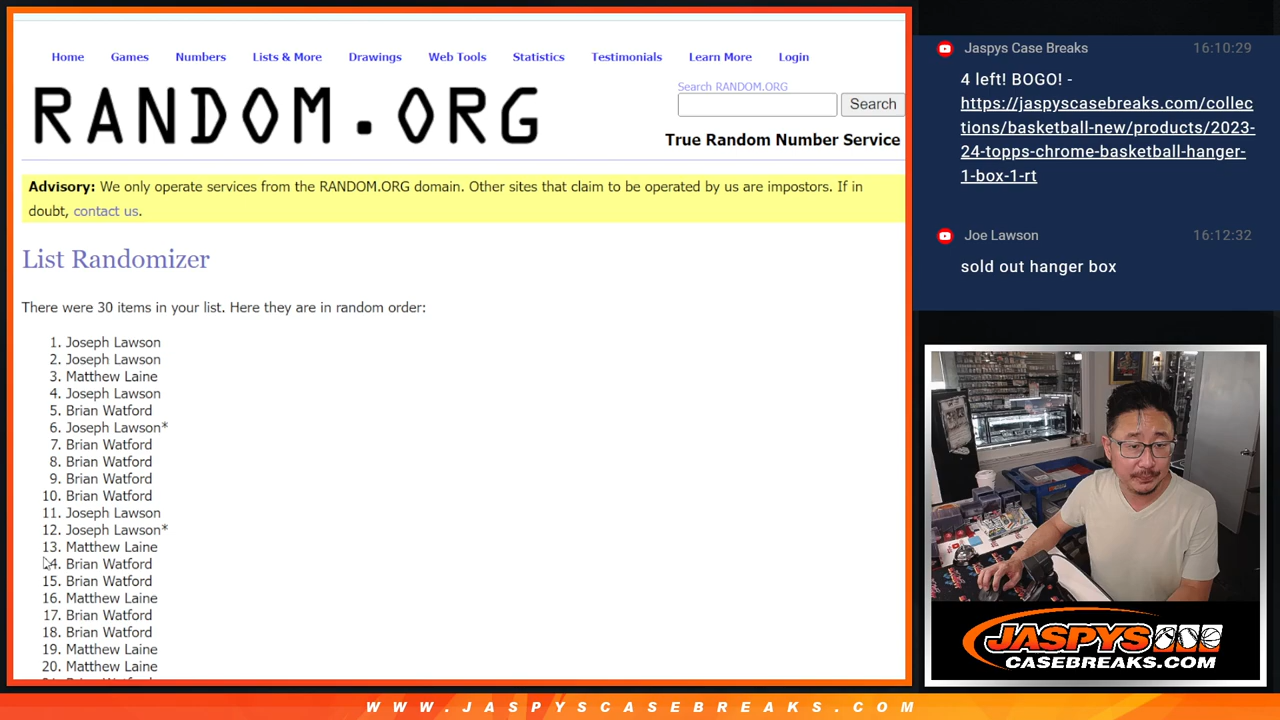 Home Games Numbers Lists & More Drawings Web Tools Statistics Testimonials Learn More Login
RANDOM.ORG
Search RANDOM.ORG
Search
True Random Number Service
Advisory: We only operate services from the RANDOM.ORG domain. Other sites that claim to be operated by us are impostors. If in
doubt, contact us.
List Randomizer
There were 30 items in your list. Here they are in random order:
1. Joseph Lawson
2. Joseph Lawson
3. Matthew Laine
4. Joseph Lawson
5. Brian Watford
6. Joseph Lawson*
7. Brian Watford
8. Brian Watford
9. Brian Watford
10. Brian Watford
11. Joseph Lawson
12. Joseph Lawson*
13. Matthew Laine
14. Brian Watford
15. Brian Watford
16. Matthew Laine
17. Brian Watford
18. Brian Watford
19. Matthew Laine
20. Matthew Laine
Jaspys Case Breaks 16:10:29
4 left! BOGO! -
https://jaspyscasebreaks.com/collec
tions/basketball-new/products/2023-
24-topps-chrome-basketball-hanger-
1-box-1-rt
Joe Lawson 16:12:32
sold out hanger box
JASPYS
CASEBREAKS.COM
WWW.JASPYSCASEBREAKS.COM